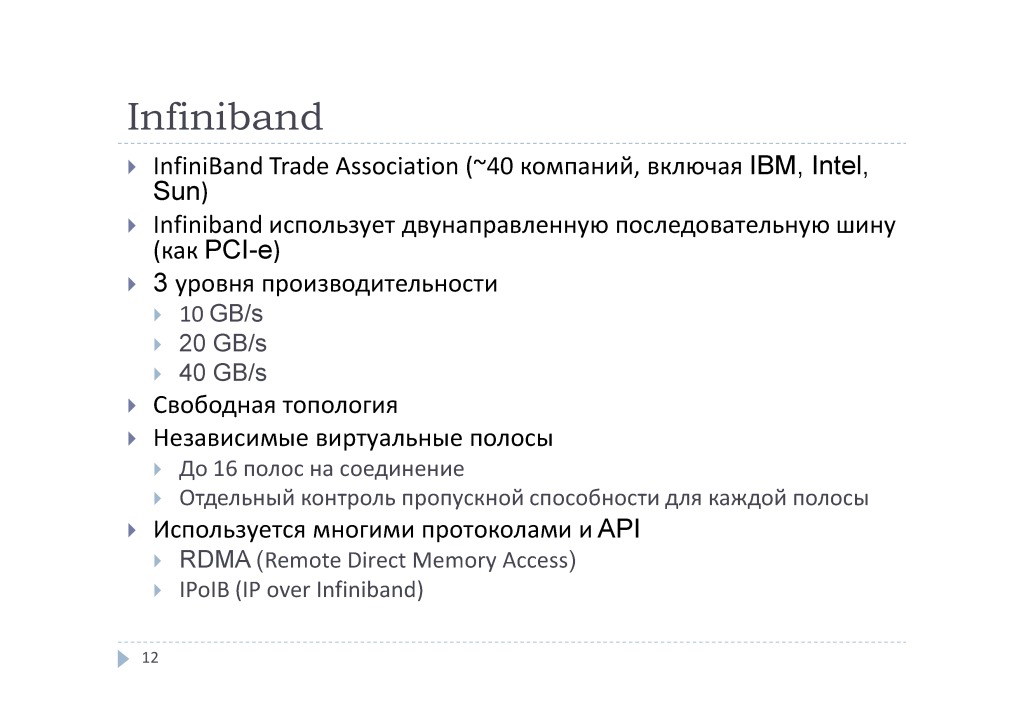 Infiniband
InfiniBand Trade Association (~40 компаний, включая IBM, Intel,
Sun)
Infiniband использует двунаправленную последовательную шину
(как PCI-e)
3 уровня производительности
10 GB/s
20 GB/s
40 GB/s
Свободная топология
Независимые виртуальные полосы
До 16 полос на соединение
Отдельный контроль пропускной способности для каждой полосы
Используется многими протоколами и API
RDMA (Remote Direct Memory Access)
IPoIB (IP over Infiniband)
12